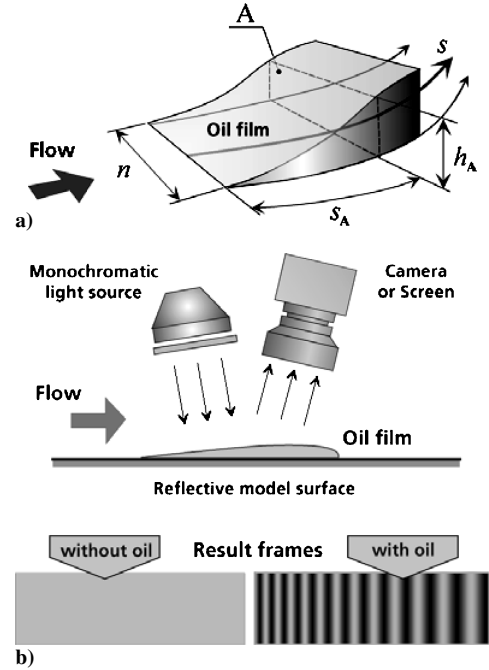 A
s
Oil film
Flow
n
h_A
s_A
a)
Monochromatic
light source
Camera
or Screen
Flow
Oil film
Reflective model surface
without oil
Result frames
with oil
b)